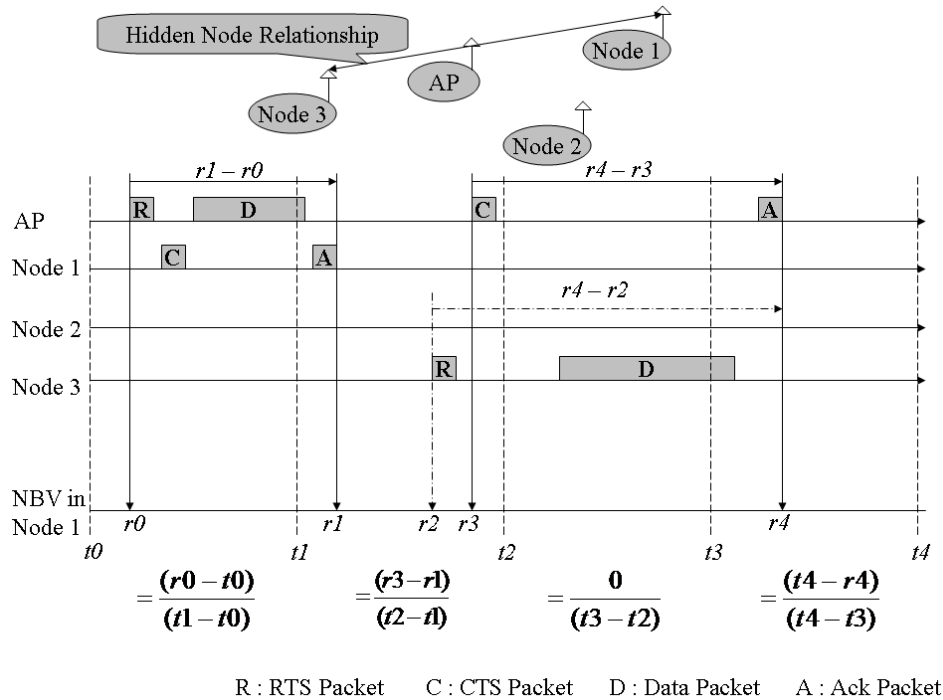 Hidden Node Relationship
Node 1
AP
Node 3
Node 2
r1 – r0
r4 – r3
AP
R
D
C
A
Node 1
C
A
r4 – r2
Node 2
Node 3
R
D
NBV in
Node 1
r0
r1
r2
r3
r4
t0
t1
t2
t3
t4
= (r0 – t0) / (t1 – t0)
= (r3 – r1) / (t2 – t1)
= 0 / (t3 – t2)
= (t4 – r4) / (t4 – t3)
R : RTS Packet C : CTS Packet D : Data Packet A : Ack Packet